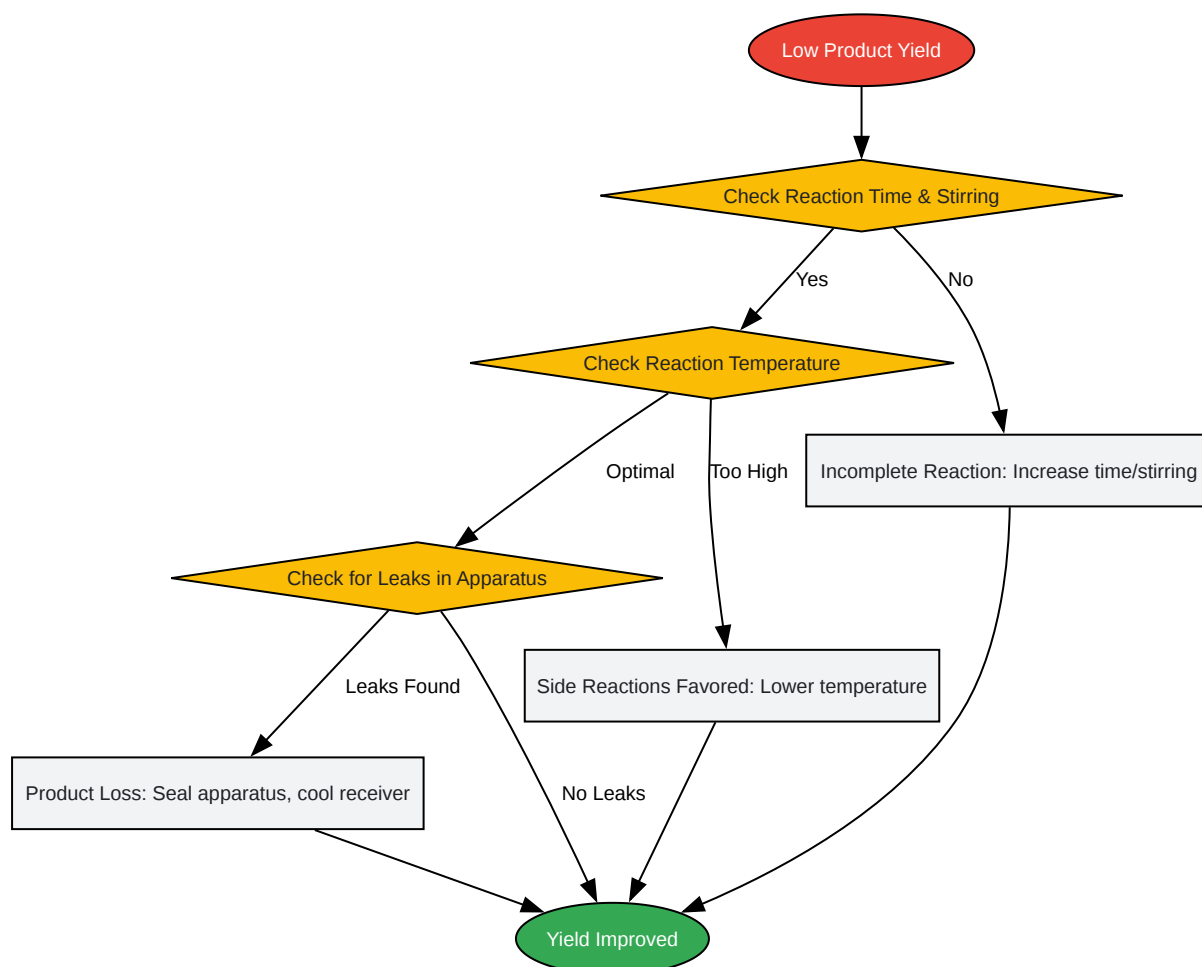 Low Product Yield
Check Reaction Time & Stirring
Yes
No
Check Reaction Temperature
Optimal
Too High
Incomplete Reaction: Increase time/stirring
Check for Leaks in Apparatus
Leaks Found
Side Reactions Favored: Lower temperature
Product Loss: Seal apparatus, cool receiver
No Leaks
Yield Improved